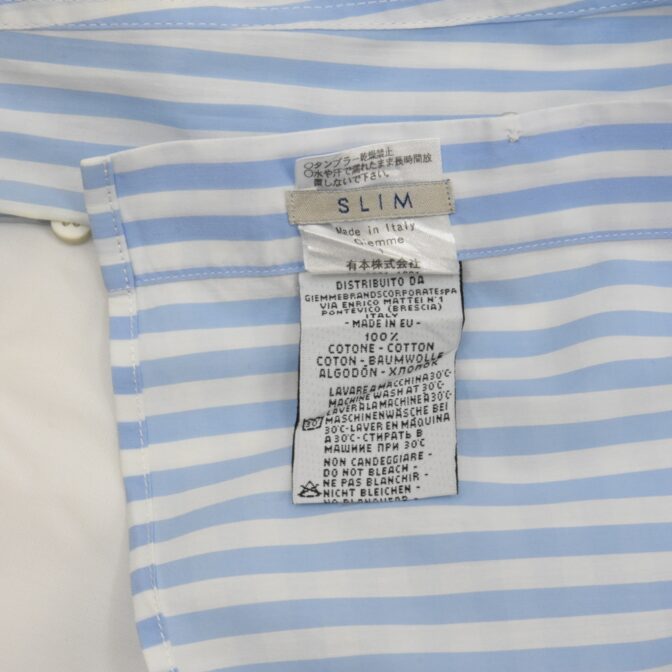 ○タンブラー乾燥禁止
○水や汗で濡れたまま長時間放
置しないで下さい。
SLIM
Made in Italy
Giemme
有本株式会社
DISTRIBUITO DA
GIEMMEBRANDSCORPORATESPA
VIA ENRICO MATTEI N°1
PONTEVICO (BRESCIA)
ITALY
- MADE IN EU -
100%
COTONE - COTTON
COTON - BAUMWOLLE
ALGODÓN - ХЛОПОК
LAVARE A MACCHINA 30°C-
MACHINE WASH AT 30°C-
LAVER A LA MACHINE A 30°C-
30 MASCHINENWÄSCHE BEI
30°C-LAVER EN MÁQUINA
A 30°C-СТИРАТЬ В
МАШИНЕ ПРИ 30°C
NON CANDEGGIARE -
DO NOT BLEACH -
NE PAS BLANCHIR -
NICHT BLEICHEN -
NO BLANQUEAR -